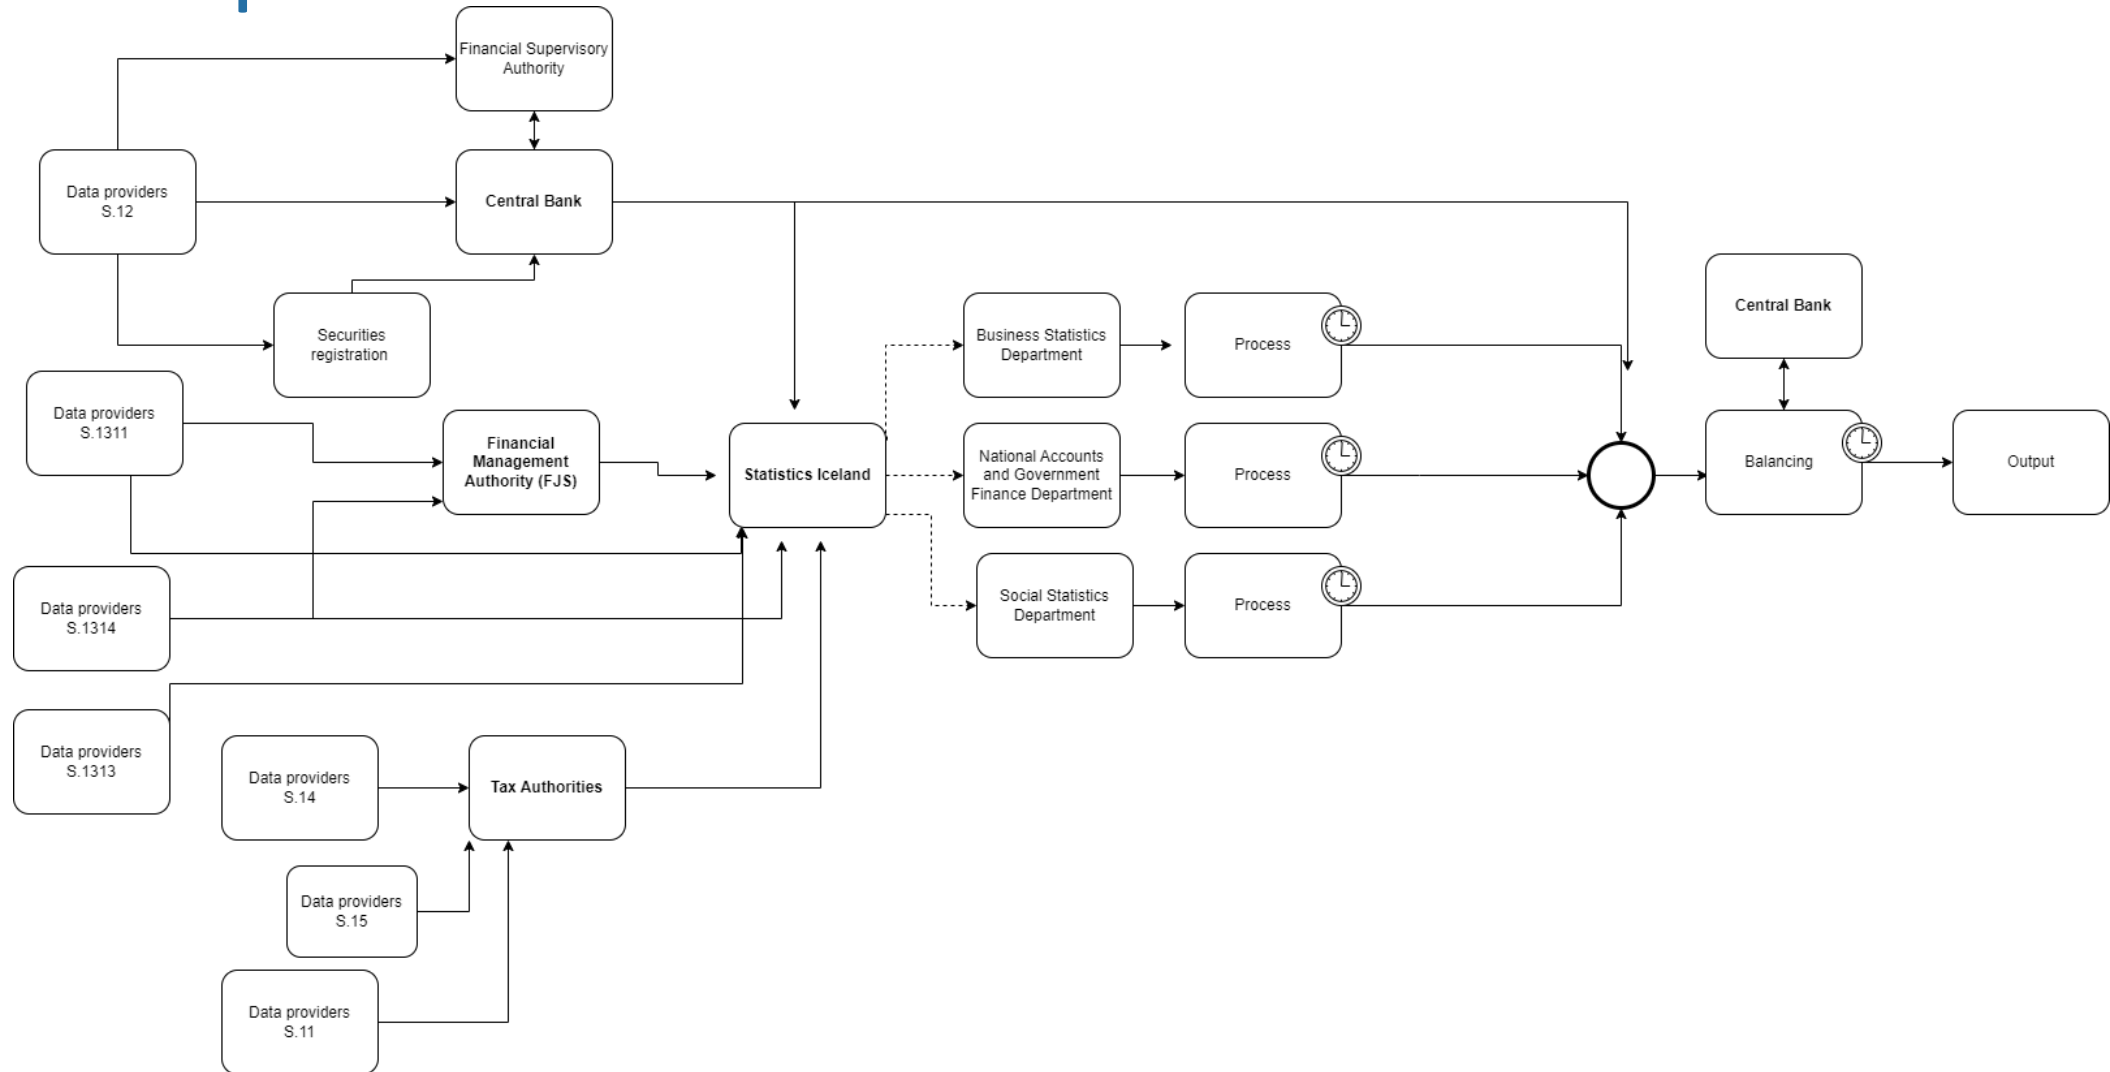 Financial Supervisory
Authority
Data providers
S.12
Central Bank
Securities
registration
Data providers
S.1311
Financial
Management
Authority (FJS)
Data providers
S.1314
Data providers
S.1313
Data providers
S.14
Tax Authorities
Data providers
S.15
Data providers
S.11
Statistics Iceland
Business Statistics
Department
Process
National Accounts
and Government
Finance Department
Process
Social Statistics
Department
Process
Central Bank
Balancing
Output